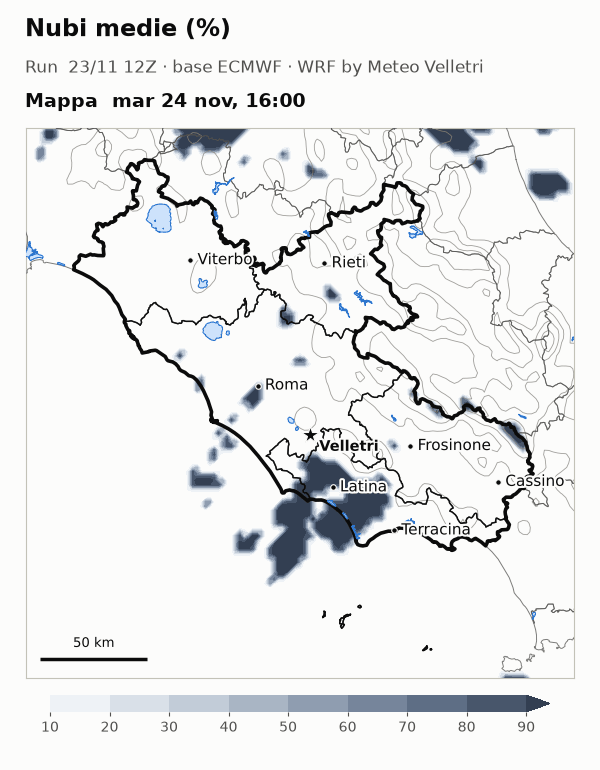 Nubi medie (%)
Run  23/11 12Z · base ECMWF · WRF by Meteo Velletri
Mappa  mar 24 nov, 16:00
Viterbo
Rieti
Roma
Velletri
Frosinone
Latina
Cassino
Terracina
50 km
10 20 30 40 50 60 70 80 90